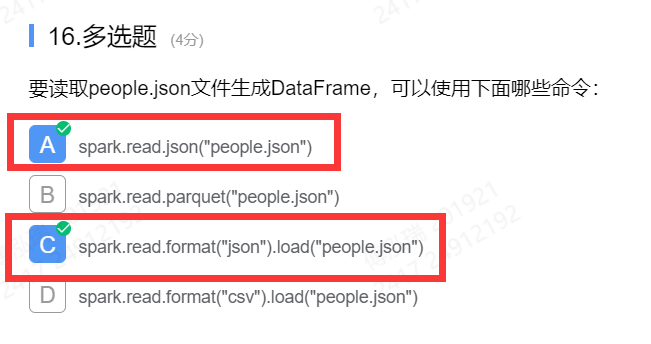 16.多选题 (4分)
要读取people.json文件生成DataFrame，可以使用下面哪些命令：
A spark.read.json("people.json")
B spark.read.parquet("people.json")
C spark.read.format("json").load("people.json")
D spark.read.format("csv").load("people.json")